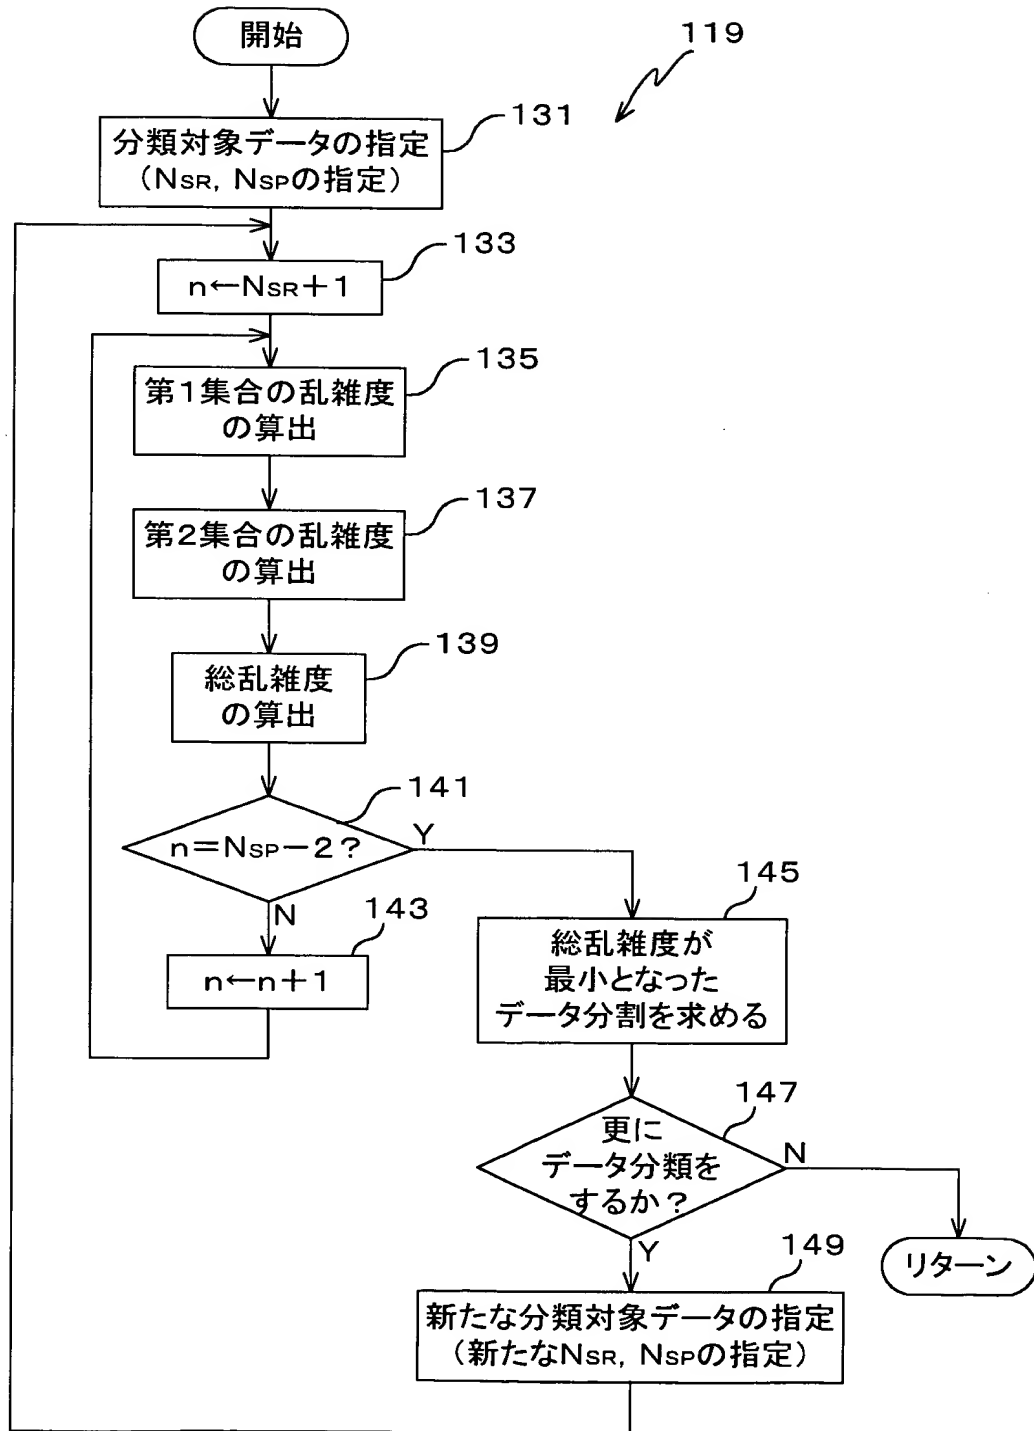 開始
119
131
分類対象データの指定
(NSR, NSPの指定)
133
n←NSR+1
135
第1集合の乱雑度
の算出
137
第2集合の乱雑度
の算出
139
総乱雑度
の算出
141
n=NSP-2?
Y
N
143
n←n+1
145
総乱雑度が
最小となった
データ分割を求める
147
更に
データ分類を
するか?
N
Y
リターン
149
新たな分類対象データの指定
(新たなNSR, NSPの指定)